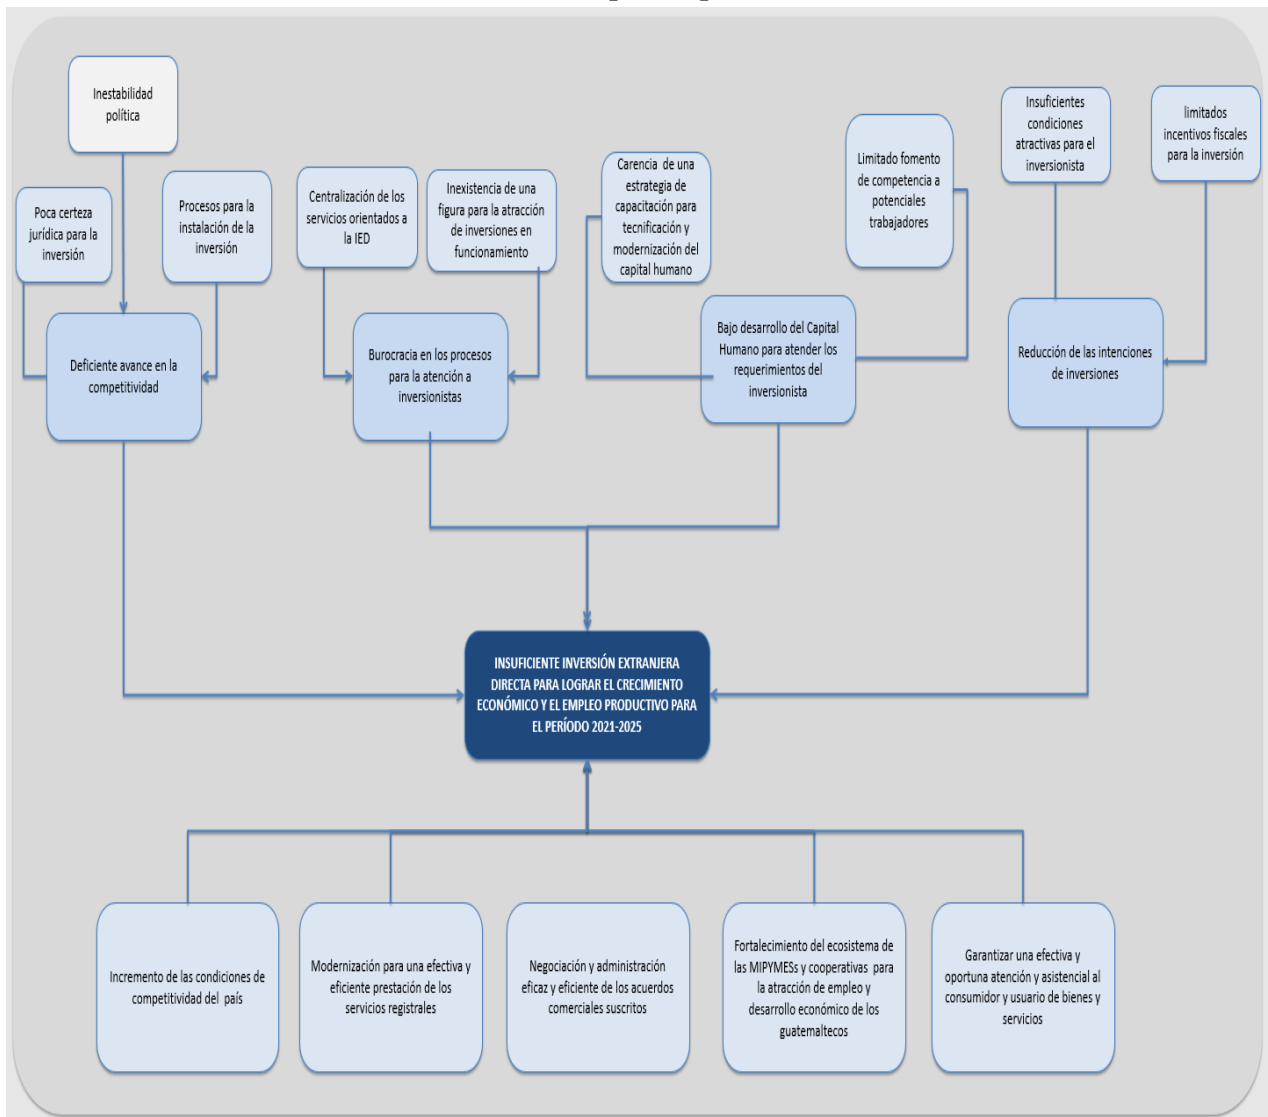 Inestabilidad
política
Poca certeza
jurídica para la
inversión
Procesos para la
instalación de la
inversión
Centralización de los
servicios orientados a
la IED
Inexistencia de una
figura para la atracción
de inversiones en
funcionamiento
Carencia de una
estrategia de
capacitación para
tecnificación y
modernización del
capital humano
Limitado fomento
de competencia a
potenciales
trabajadores
Insuficientes
condiciones
atractivas para el
inversionista
limitados
incentivos fiscales
para la inversión
Deficiente avance en la
competitividad
Burocracia en los procesos
para la atención a
inversionistas
Bajo desarrollo del Capital
Humano para atender los
requerimientos del
inversionista
Reducción de las intenciones
de inversiones
INSUFICIENTE INVERSIÓN EXTRANJERA
DIRECTA PARA LOGRAR EL CRECIMIENTO
ECONÓMICO Y EL EMPLEO PRODUCTIVO PARA
EL PERÍODO 2021-2025
Incremento de las condiciones de
competitividad del país
Modernización para una efectiva y
eficiente prestación de los
servicios registrales
Negociación y administración
eficaz y eficiente de los acuerdos
comerciales suscritos
Fortalecimiento del ecosistema de
las MIPYMESs y cooperativas para
la atracción de empleo y
desarrollo económico de los
guatemaltecos
Garantizar una efectiva y
oportuna atención y asistencial al
consumidor y usuario de bienes y
servicios